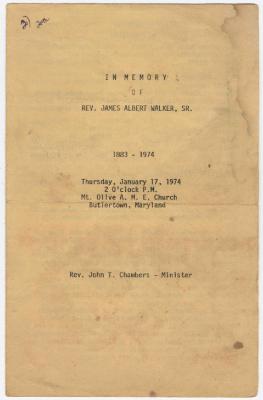 IN MEMORY
OF
REV. JAMES ALBERT WALKER, SR.
1883 - 1974
Thursday, January 17, 1974
2 O'clock P.M.
Mt. Olive A. M. E. Church
Butlertown, Maryland
Rev. John T. Chambers - Minister